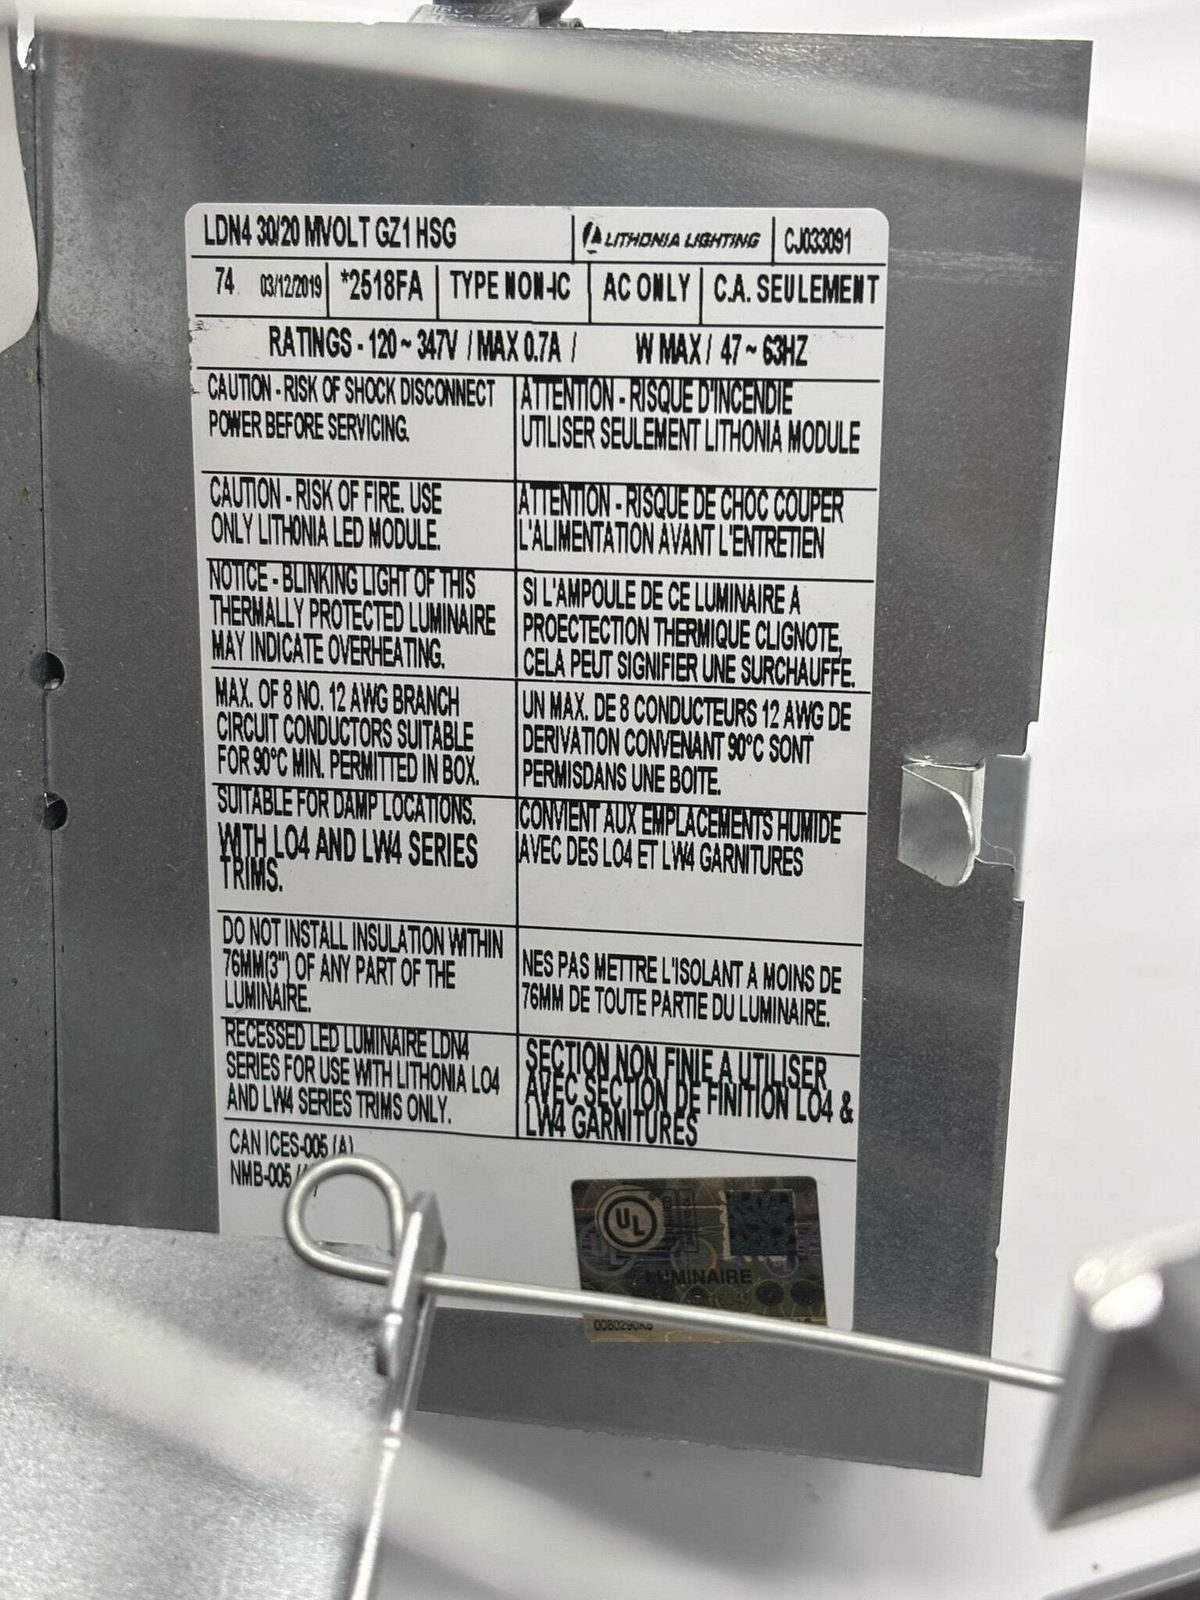 LDN4 30/20 MVOLT GZ1 HSG
LITHONIA LIGHTING
CJ033091
74 03/12/2019 *2518FA TYPE NON-IC AC ONLY C.A. SEULEMENT
RATINGS - 120 ~ 347V / MAX 0.7A / W MAX / 47 ~ 63HZ
CAUTION - RISK OF SHOCK DISCONNECT
POWER BEFORE SERVICING.
ATTENTION - RISQUE D'INCENDIE
UTILISER SEULEMENT LITHONIA MODULE
CAUTION - RISK OF FIRE. USE
ONLY LITHONIA LED MODULE.
ATTENTION - RISQUE DE CHOC COUPER
L'ALIMENTATION AVANT L'ENTRETIEN
NOTICE - BLINKING LIGHT OF THIS
THERMALLY PROTECTED LUMINAIRE
MAY INDICATE OVERHEATING.
SI L'AMPOULE DE CE LUMINAIRE A
PROECTECTION THERMIQUE CLIGNOTE,
CELA PEUT SIGNIFIER UNE SURCHAUFFE.
MAX. OF 8 NO. 12 AWG BRANCH
CIRCUIT CONDUCTORS SUITABLE
FOR 90°C MIN. PERMITTED IN BOX.
UN MAX. DE 8 CONDUCTEURS 12 AWG DE
DERIVATION CONVENANT 90°C SONT
PERMISDANS UNE BOITE.
SUITABLE FOR DAMP LOCATIONS.
WITH LO4 AND LW4 SERIES
TRIMS.
CONVIENT AUX EMPLACEMENTS HUMIDE
AVEC DES LO4 ET LW4 GARNITURES
DO NOT INSTALL INSULATION WITHIN
76MM(3") OF ANY PART OF THE
LUMINAIRE.
NES PAS METTRE L'ISOLANT A MOINS DE
76MM DE TOUTE PARTIE DU LUMINAIRE.
RECESSED LED LUMINAIRE LDN4
SERIES FOR USE WITH LITHONIA LO4
AND LW4 SERIES TRIMS ONLY.
SECTION NON FINIE A UTILISER
AVEC SECTION DE FINITION LO4 &
LW4 GARNITURES
CAN ICES-005 (A)
NMB-005
UL
LUMINAIRE